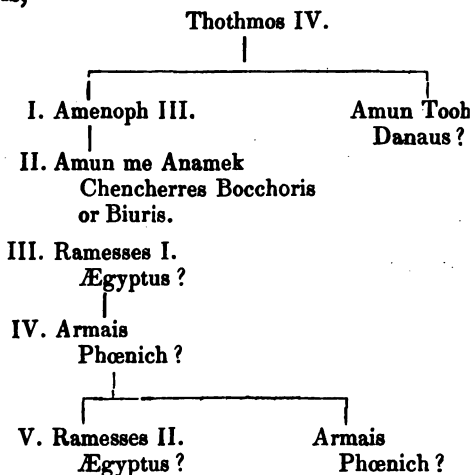 Thothmos IV.
I. Amenoph III.
Amun Tooh
Danaus ?
II. Amun me Anamek
Chencherres Bocchoris
or Biuris.
III. Ramesses I.
Ægyptus ?
IV. Armais
Phœnich ?
V. Ramesses II.
Ægyptus ?
Armais
Phœnich ?